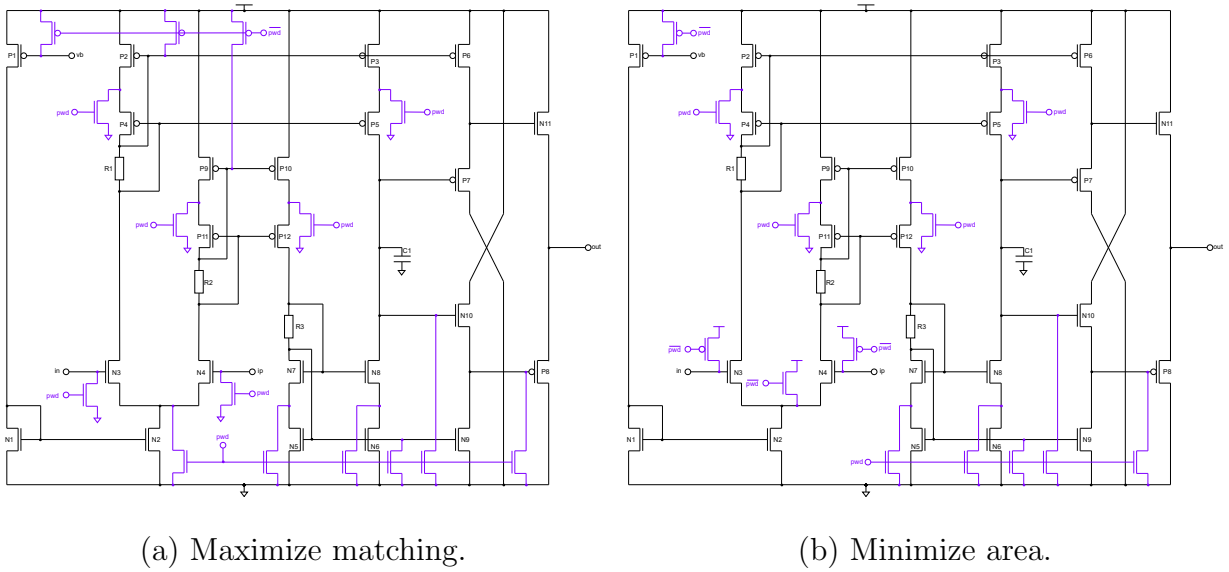 pwd
P1
vb
P2
P3
P6
pwd
P4
pwd
P5
N11
R1
P9
P10
P7
pwd
pwd
P11
P12
out
C1
R2
N10
R3
in
N3
N4
ip
N7
N8
P8
pwd
pwd
pwd
N1
N2
N5
N6
N9
(a) Maximize matching.
pwd
P1
vb
P2
P3
P6
pwd
P4
pwd
P5
N11
R1
P9
P10
P7
pwd
pwd
P11
P12
out
C1
R2
N10
R3
pwd
pwd
in
N3
N4
ip
N7
N8
P8
pwd
N1
N2
N5
N6
N9
pwd
(b) Minimize area.